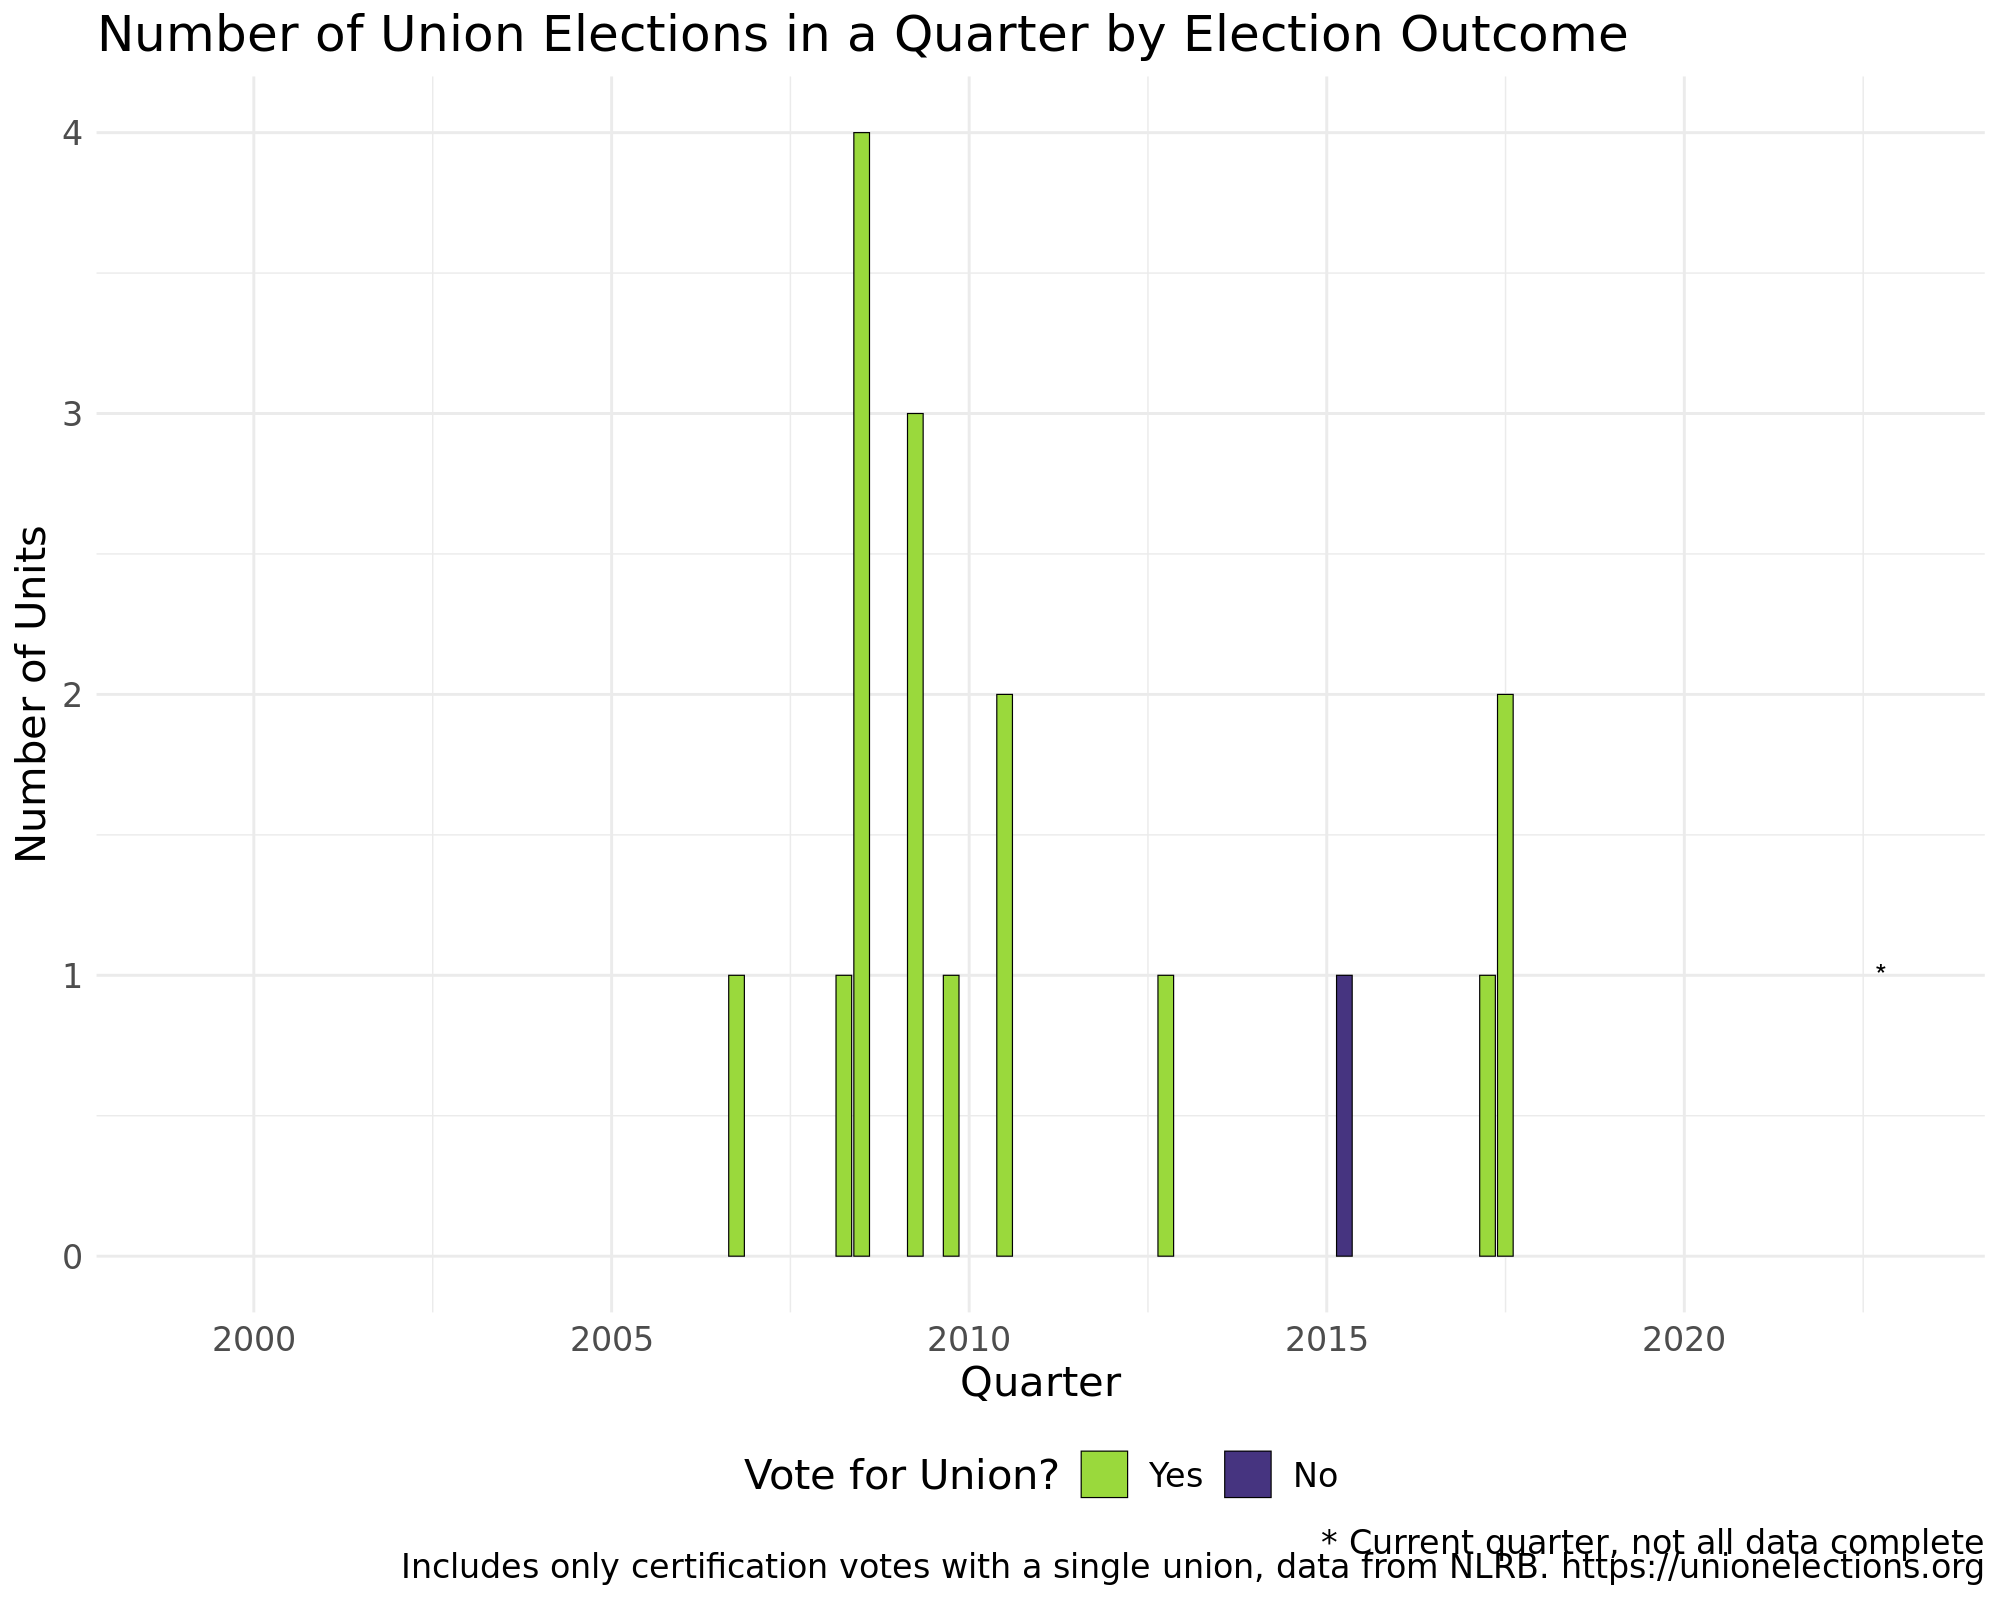 Number of Union Elections in a Quarter by Election Outcome
Number of Units
4
3
2
1
0
*
2000 2005 2010 2015 2020
Quarter
Vote for Union? Yes No
* Current quarter, not all data complete
Includes only certification votes with a single union, data from NLRB. https://unionelections.org